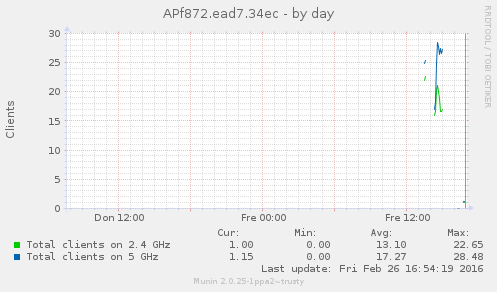 APf872.ead7.34ec - by day
RRDTOOL / TOBI OETIKER
Clients
30
25
20
15
10
5
0
Don 12:00 Fre 00:00 Fre 12:00
Cur: Min: Avg: Max:
Total clients on 2.4 GHz 1.00 0.00 13.10 22.65
Total clients on 5 GHz 1.15 0.00 17.27 28.48
Last update: Fri Feb 26 16:54:19 2016
Munin 2.0.25-1ppa2~trusty